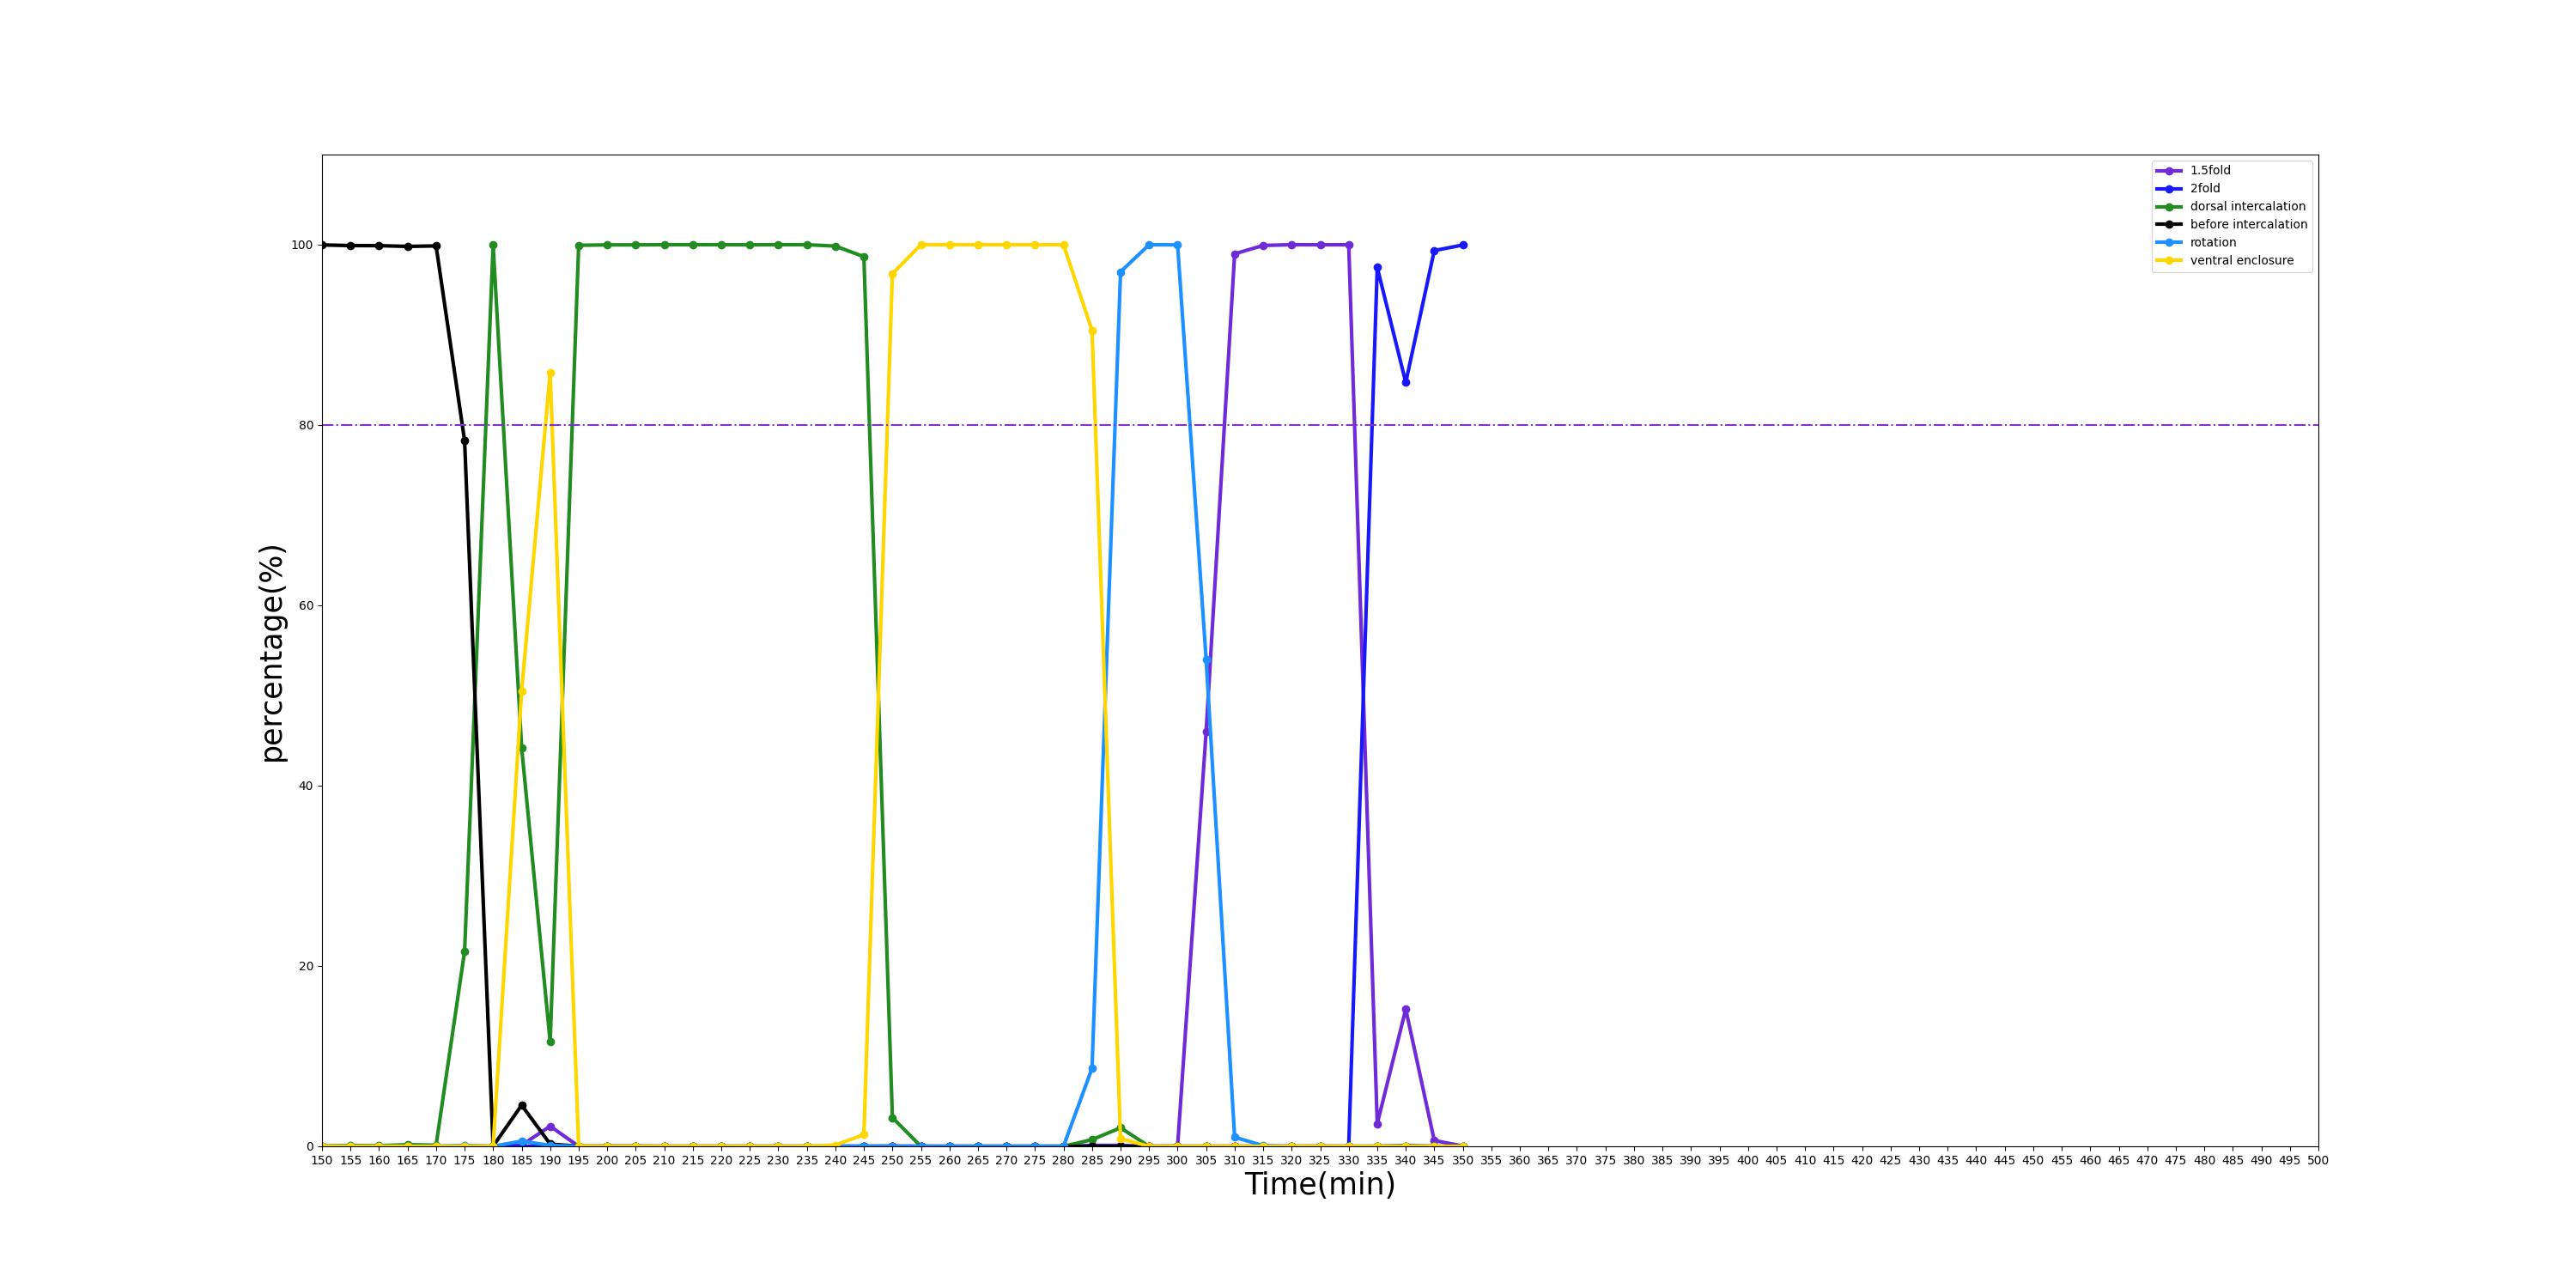 1.5fold
2fold
dorsal intercalation
before intercalation
rotation
ventral enclosure
percentage(%)
100
80
60
40
20
0
150 155 160 165 170 175 180 185 190 195 200 205 210 215 220 225 230 235 240 245 250 255 260 265 270 275 280 285 290 295 300 305 310 315 320 325 330 335 340 345 350 355 360 365 370 375 380 385 390 395 400 405 410 415 420 425 430 435 440 445 450 455 460 465 470 475 480 485 490 495 500
Time(min)